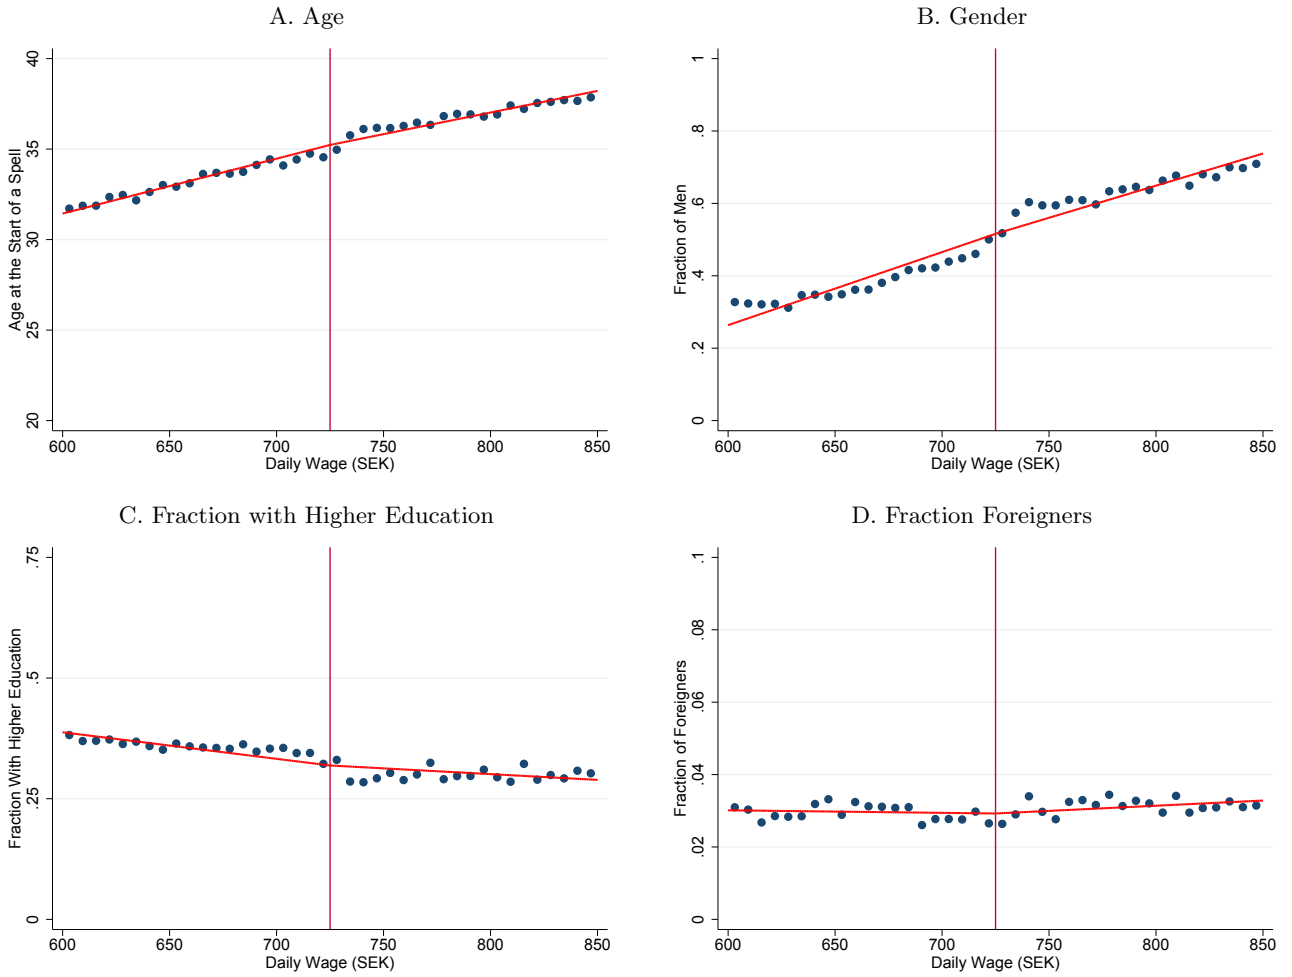 A. Age
40
35
30
25
20
Age at the Start of a Spell
600 650 700 750 800 850
Daily Wage (SEK)
B. Gender
1
.8
.6
.4
.2
0
Fraction of Men
600 650 700 750 800 850
Daily Wage (SEK)
C. Fraction with Higher Education
.75
.5
.25
0
Fraction With Higher Education
600 650 700 750 800 850
Daily Wage (SEK)
D. Fraction Foreigners
.1
.08
.06
.04
.02
0
Fraction of Foreigners
600 650 700 750 800 850
Daily Wage (SEK)